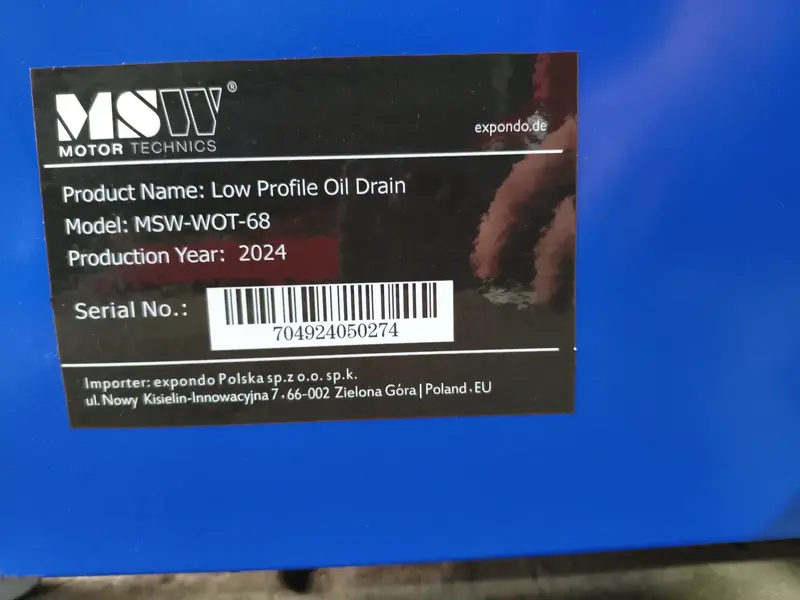 MSW®
MOTOR TECHNICS
expondo.de
Product Name: Low Profile Oil Drain
Model: MSW-WOT-68
Production Year: 2024
Serial No.:
704924050274
Importer: expondo Polska sp.z o.o. sp.k.
ul. Nowy Kisielin-Innowacyjna 7, 66-002 Zielona Góra | Poland, EU